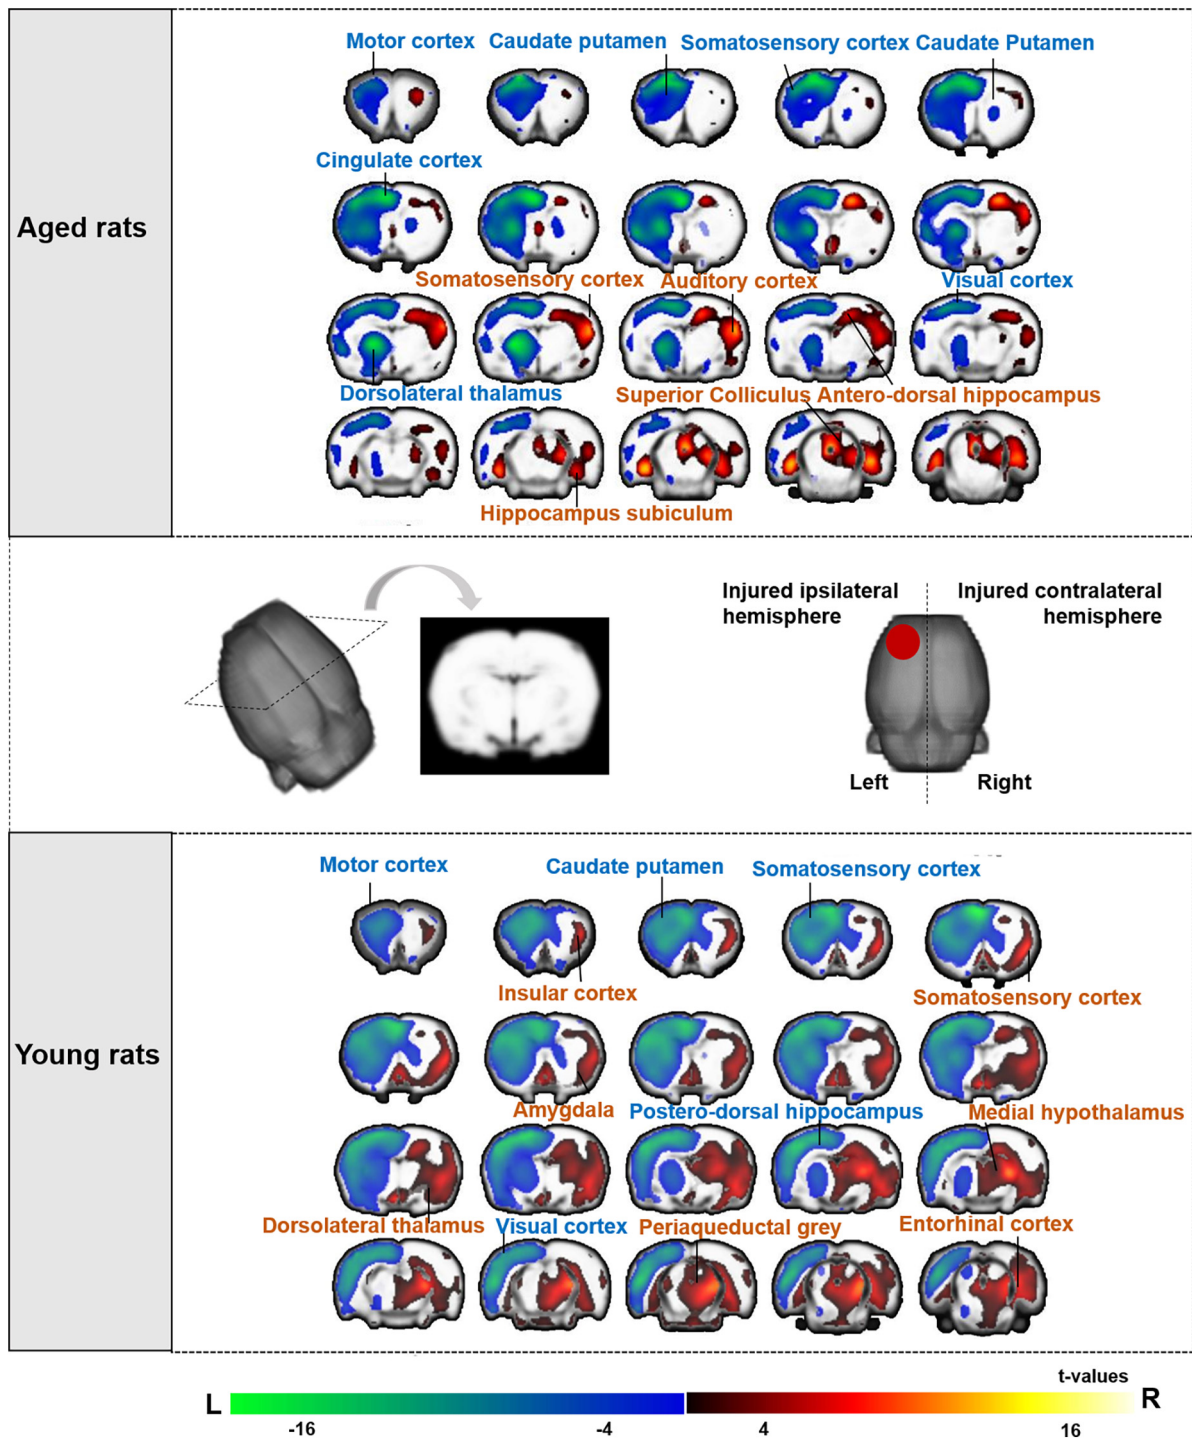 Motor cortex Caudate putamen Somatosensory cortex Caudate Putamen
Cingulate cortex
Aged rats
Somatosensory cortex Auditory cortex Visual cortex
Dorsolateral thalamus Superior Colliculus Antero-dorsal hippocampus
Hippocampus subiculum
Injured ipsilateral
hemisphere
Injured contralateral
hemisphere
Left Right
Motor cortex Caudate putamen Somatosensory cortex
Insular cortex Somatosensory cortex
Young rats
Amygdala Postero-dorsal hippocampus Medial hypothalamus
Dorsolateral thalamus Visual cortex Periaqueductal grey Entorhinal cortex
t-values
L R
-16 -4 4 16